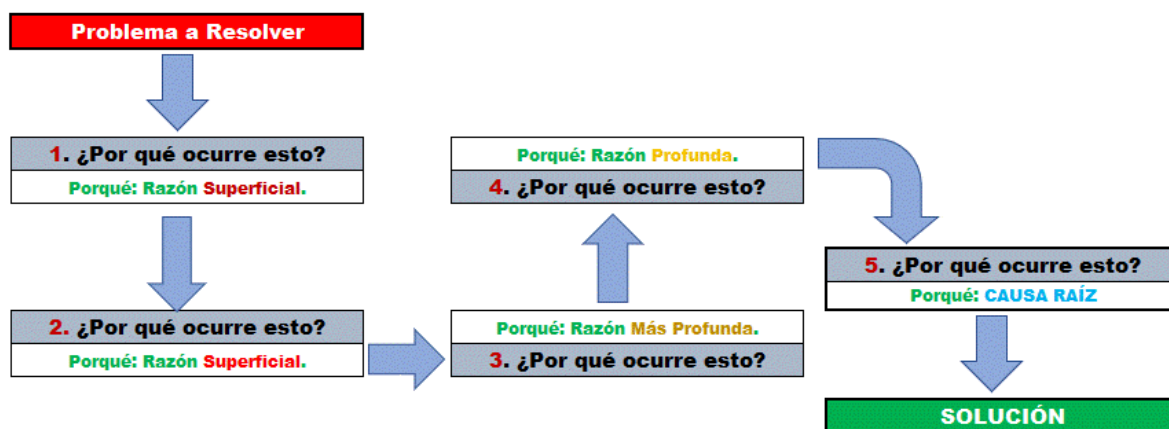 Problema a Resolver
1. ¿Por qué ocurre esto?
Porqué: Razón Superficial.
2. ¿Por qué ocurre esto?
Porqué: Razón Superficial.
Porqué: Razón Más Profunda.
3. ¿Por qué ocurre esto?
Porqué: Razón Profunda.
4. ¿Por qué ocurre esto?
5. ¿Por qué ocurre esto?
Porqué: CAUSA RAÍZ
SOLUCIÓN